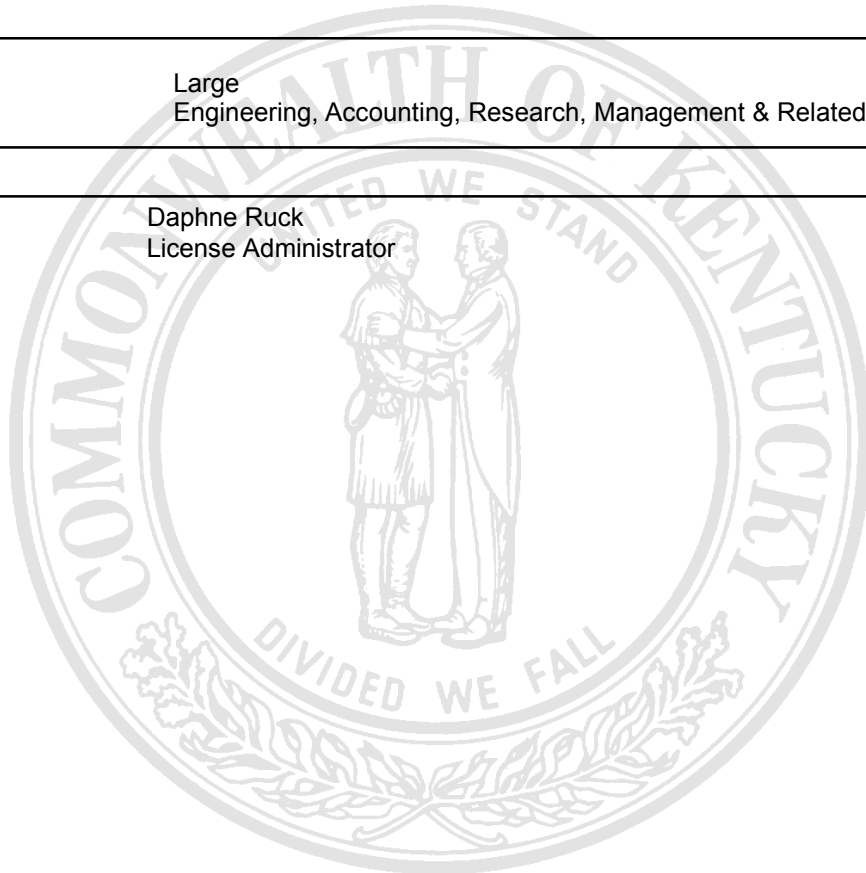 Large
Engineering, Accounting, Research, Management & Related
Daphne Ruck
License Administrator
COMMONWEALTH OF KENTUCKY
UNITED WE STAND
DIVIDED WE FALL